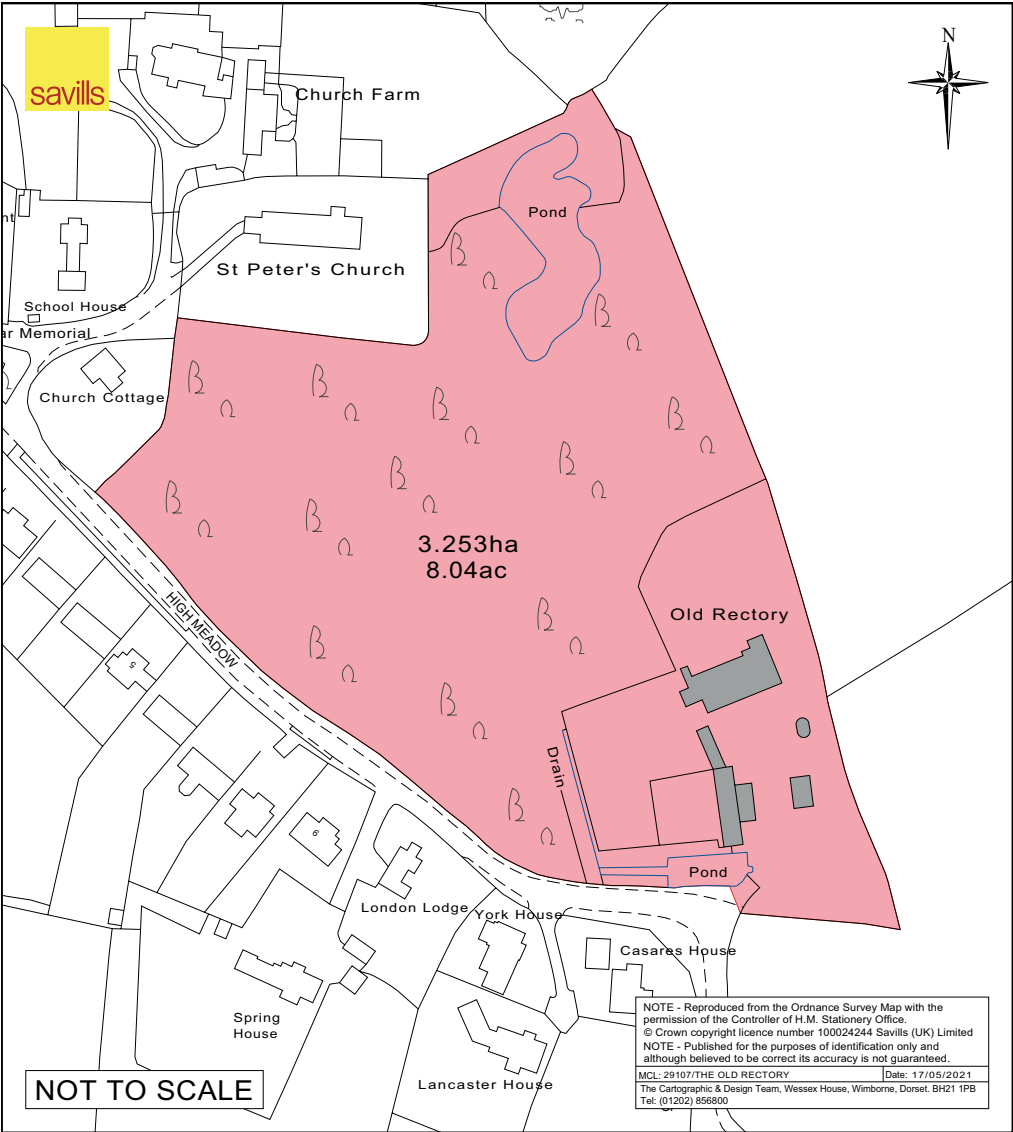 savills
N
Church Farm
Pond
St Peter's Church
School House
ar Memorial
Church Cottage
3.253ha
8.04ac
HIGH MEADOW
Old Rectory
5
Drain
6
Pond
London Lodge
York House
Casares House
Spring
House
Lancaster House
NOT TO SCALE
NOTE - Reproduced from the Ordnance Survey Map with the
permission of the Controller of H.M. Stationery Office.
© Crown copyright licence number 100024244 Savills (UK) Limited
NOTE - Published for the purposes of identification only and
although believed to be correct its accuracy is not guaranteed.
MCL: 29107/THE OLD RECTORY
Date: 17/05/2021
The Cartographic & Design Team, Wessex House, Wimborne, Dorset. BH21 1PB
Tel: (01202) 856800